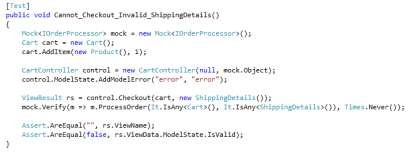 [Test]
public void Cannot_Checkout_Invalid_ShippingDetails()
{
Mock<IOrderProcessor> mock = new Mock<IOrderProcessor>();
Cart cart = new Cart();
cart.AddItem(new Product(), 1);
CartController control = new CartController(null, mock.Object);
control.ModelState.AddModelError("error", "error");
ViewResult rs = control.Checkout(cart, new ShippingDetails());
mock.Verify(m => m.ProcessOrder(It.IsAny<Cart>(), It.IsAny<ShippingDetails>()), Times.Never());
Assert.AreEqual("", rs.ViewName);
Assert.AreEqual(false, rs.ViewData.ModelState.IsValid);
}